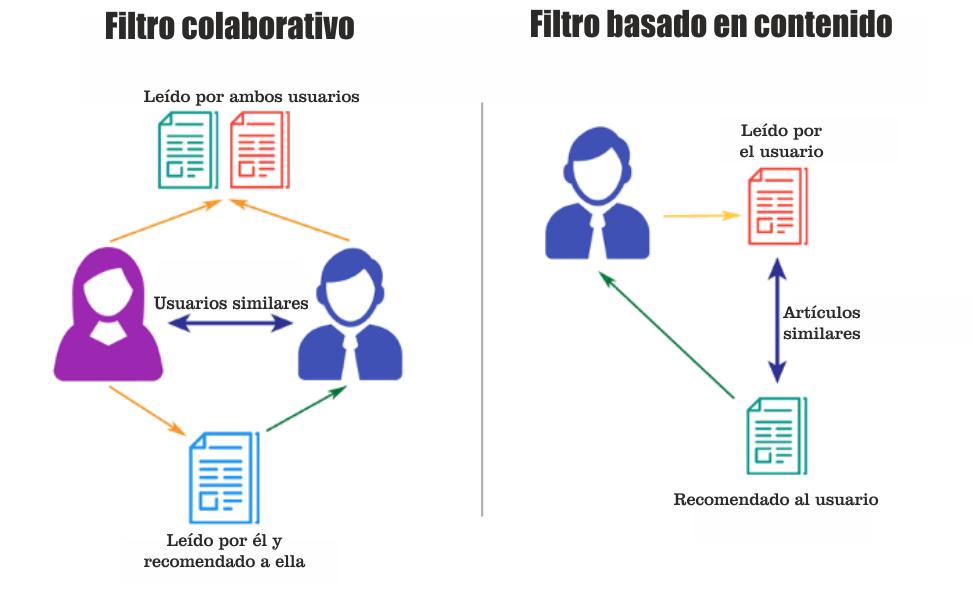 Filtro colaborativo
Leído por ambos usuarios
Usuarios similares
Leído por él y
recomendado a ella
Filtro basado en contenido
Leído por
el usuario
Artículos
similares
Recomendado al usuario